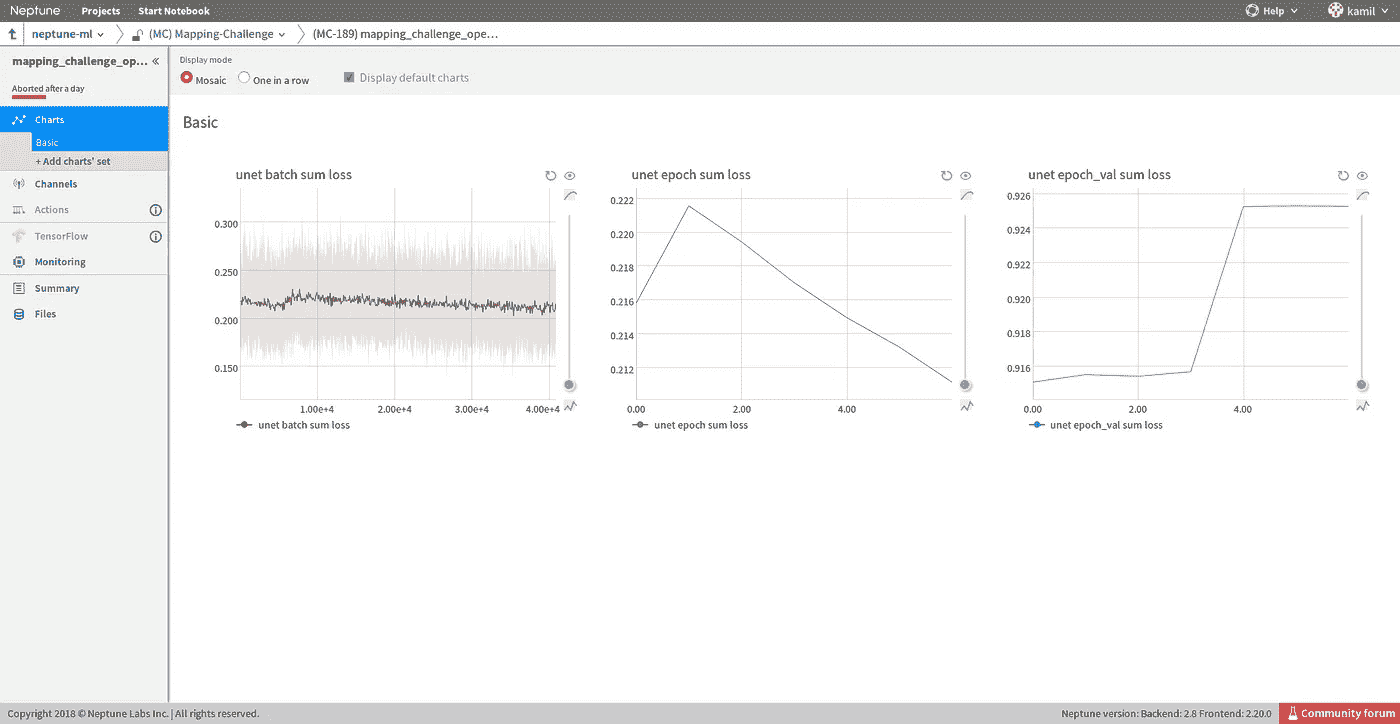 Neptune Projects Start Notebook Help kamil
neptune-ml (MC) Mapping-Challenge (MC-189) mapping_challenge_ope...
mapping_challenge_op... «
Aborted after a day
Charts
Basic
+ Add charts' set
Channels
Actions
TensorFlow
Monitoring
Summary
Files
Display mode
Mosaic One in a row Display default charts
Basic
unet batch sum loss
0.300
0.250
0.200
0.150
1.00e+4 2.00e+4 3.00e+4 4.00e+4
unet batch sum loss
unet epoch sum loss
0.222
0.220
0.218
0.216
0.214
0.212
0.00 2.00 4.00
unet epoch sum loss
unet epoch_val sum loss
0.926
0.924
0.922
0.920
0.918
0.916
0.00 2.00 4.00
unet epoch_val sum loss
Copyright 2018 © Neptune Labs Inc. | All rights reserved. Neptune version: Backend: 2.8 Frontend: 2.20.0 Community forum